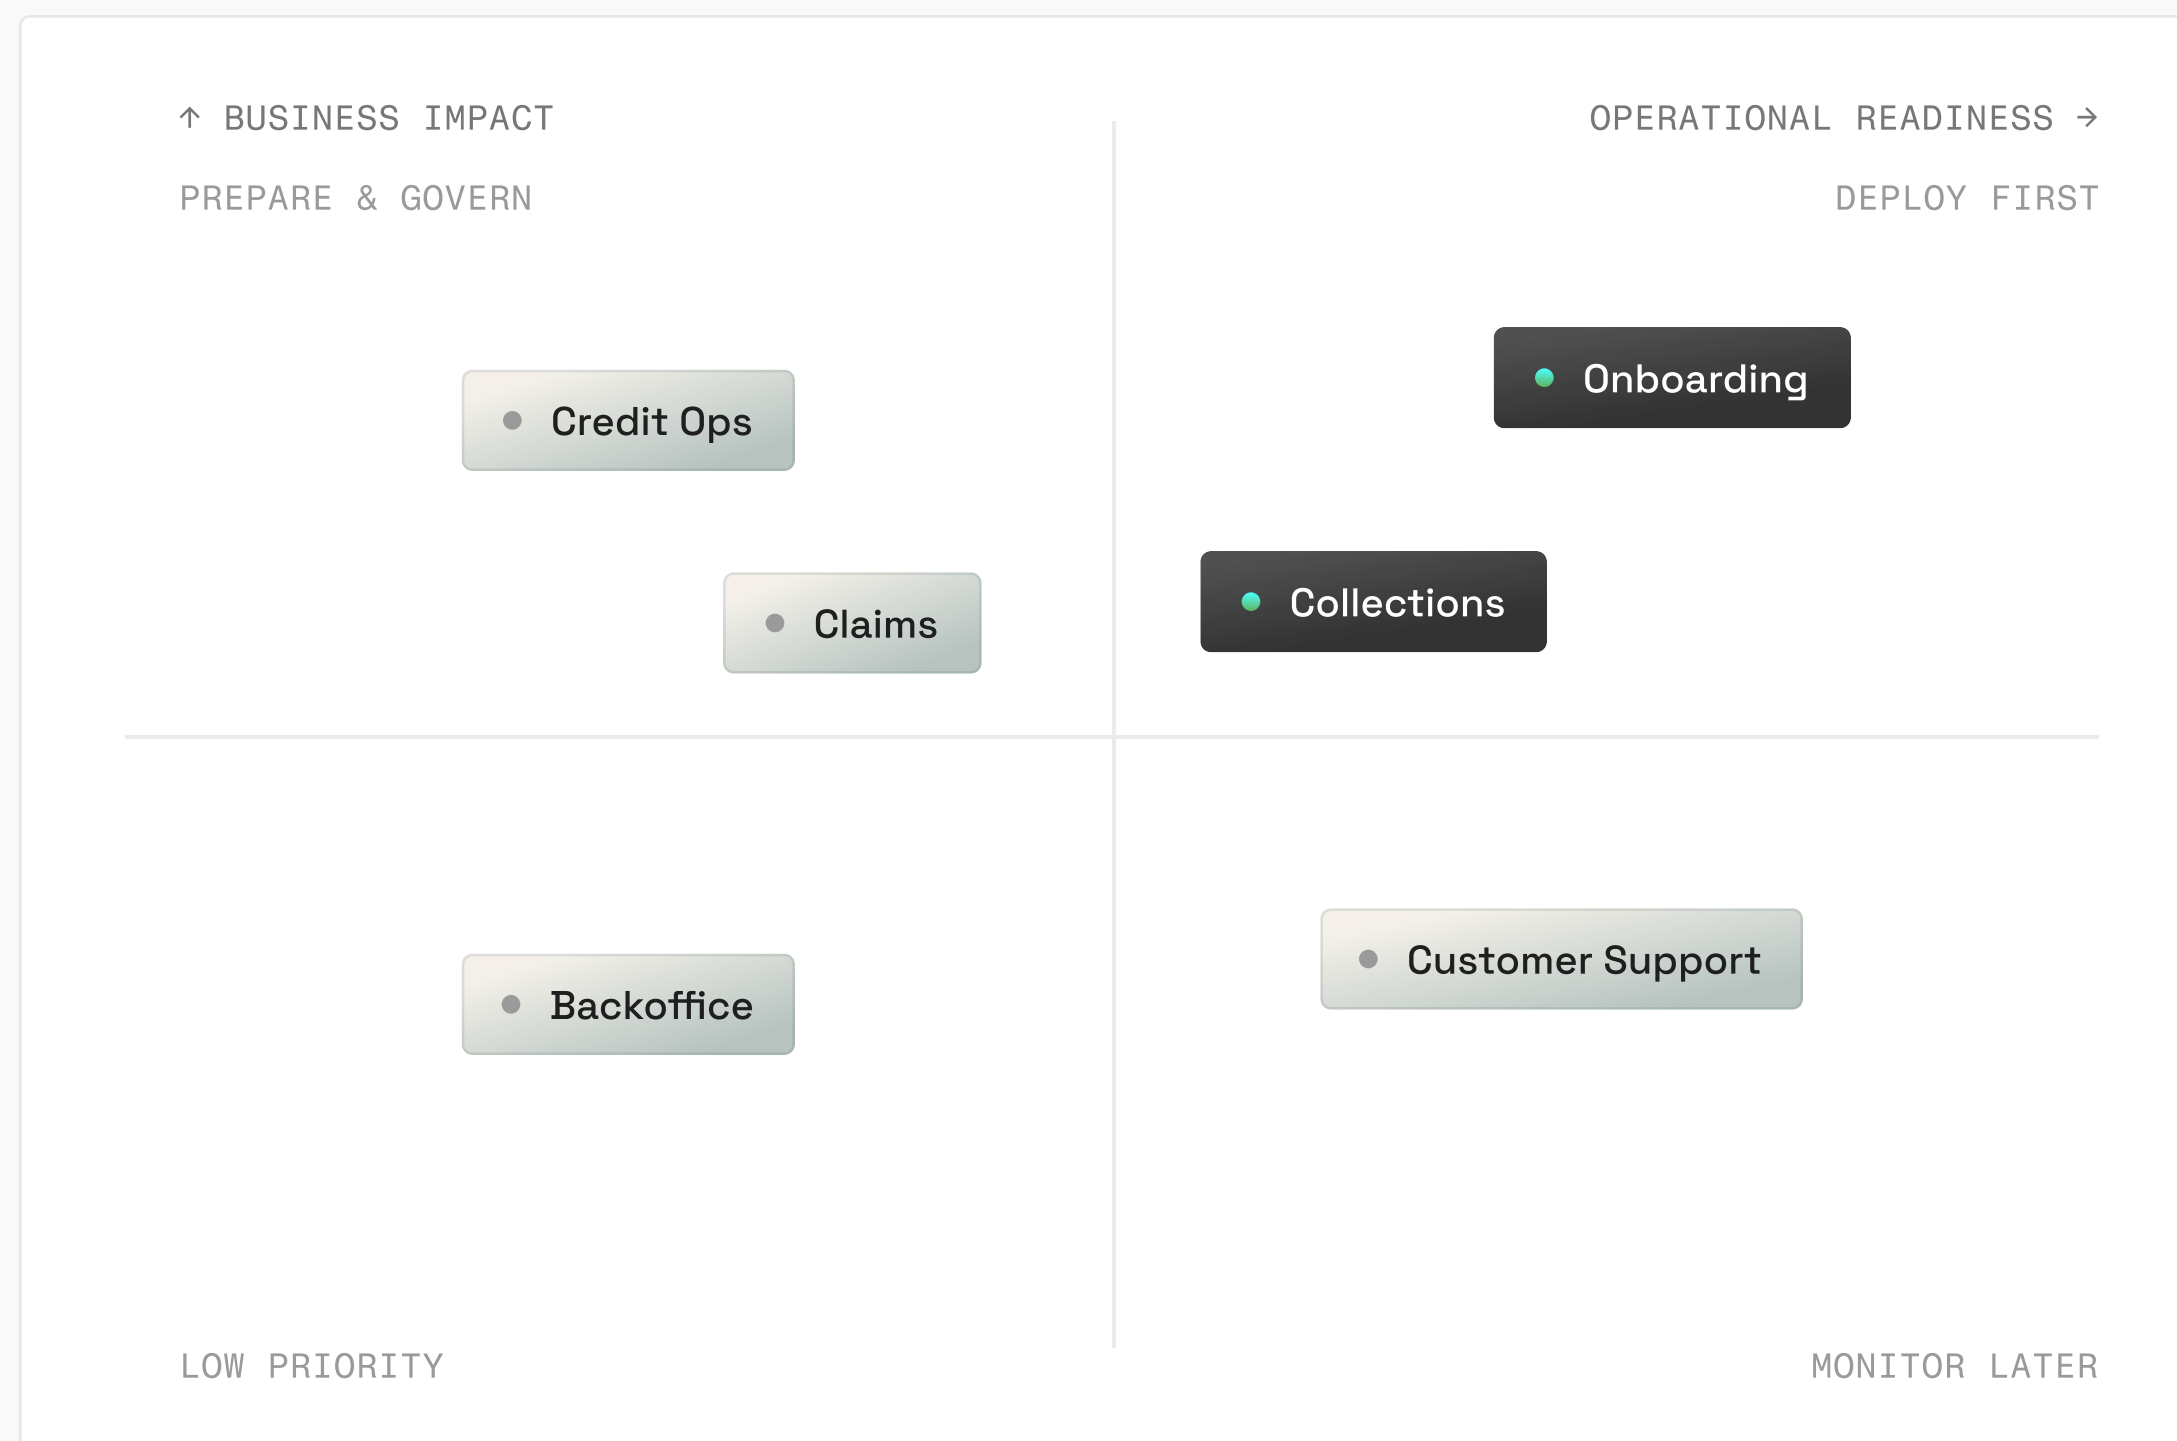 ↑ BUSINESS IMPACT
OPERATIONAL READINESS →
PREPARE & GOVERN
DEPLOY FIRST
Onboarding
Credit Ops
Collections
Claims
Customer Support
Backoffice
LOW PRIORITY
MONITOR LATER